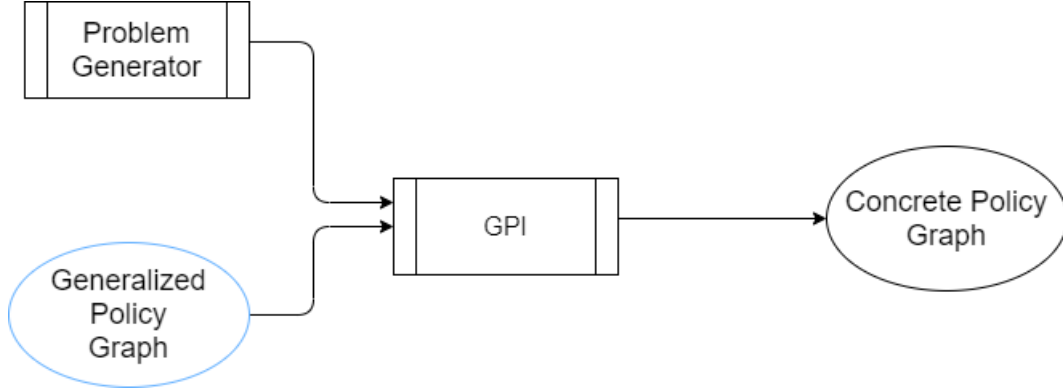 Problem
Generator
GPI
Concrete Policy
Graph
Generalized
Policy
Graph